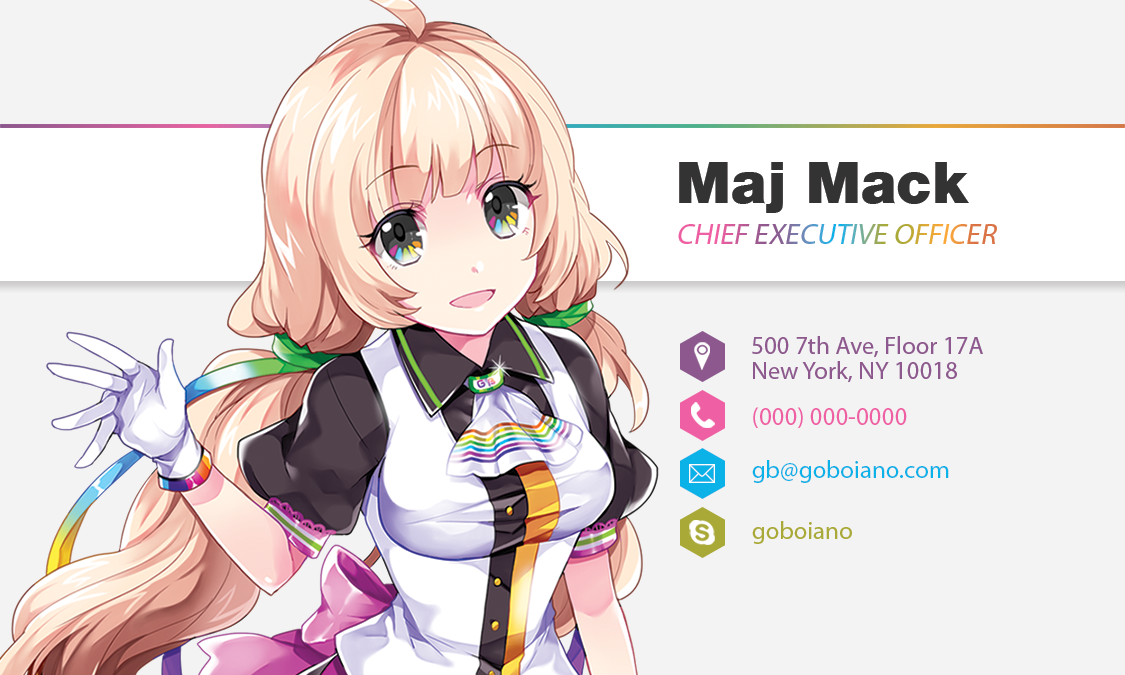 Maj Mack
CHIEF EXECUTIVE OFFICER
500 7th Ave, Floor 17A
New York, NY 10018
(000) 000-0000
gb@goboiano.com
goboiano